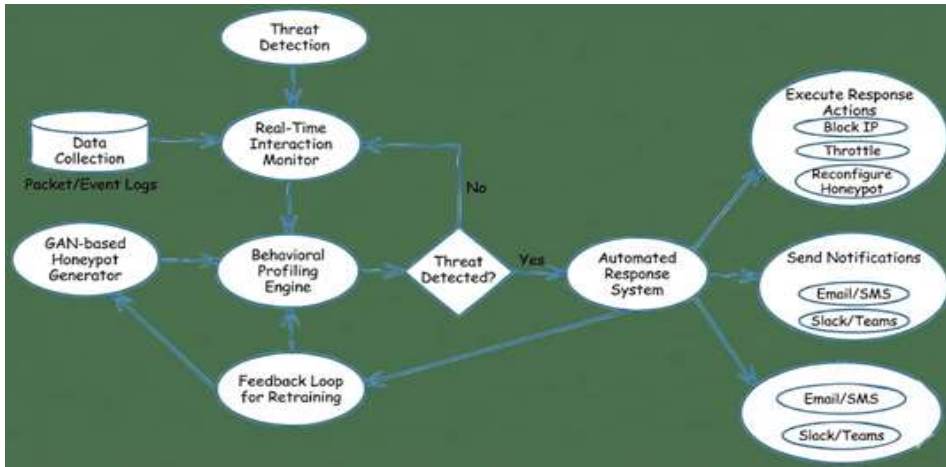 Threat
Detection
Data
Collection
Packet/Event Logs
Real-Time
Interaction
Monitor
No
GAN-based
Honeypot
Generator
Behavioral
Profiling
Engine
Threat
Detected?
Yes
Automated
Response
System
Feedback Loop
for Retraining
Execute Response
Actions
Block IP
Throttle
Reconfigure
Honeypot
Send Notifications
Email/SMS
Slack/Teams
Email/SMS
Slack/Teams